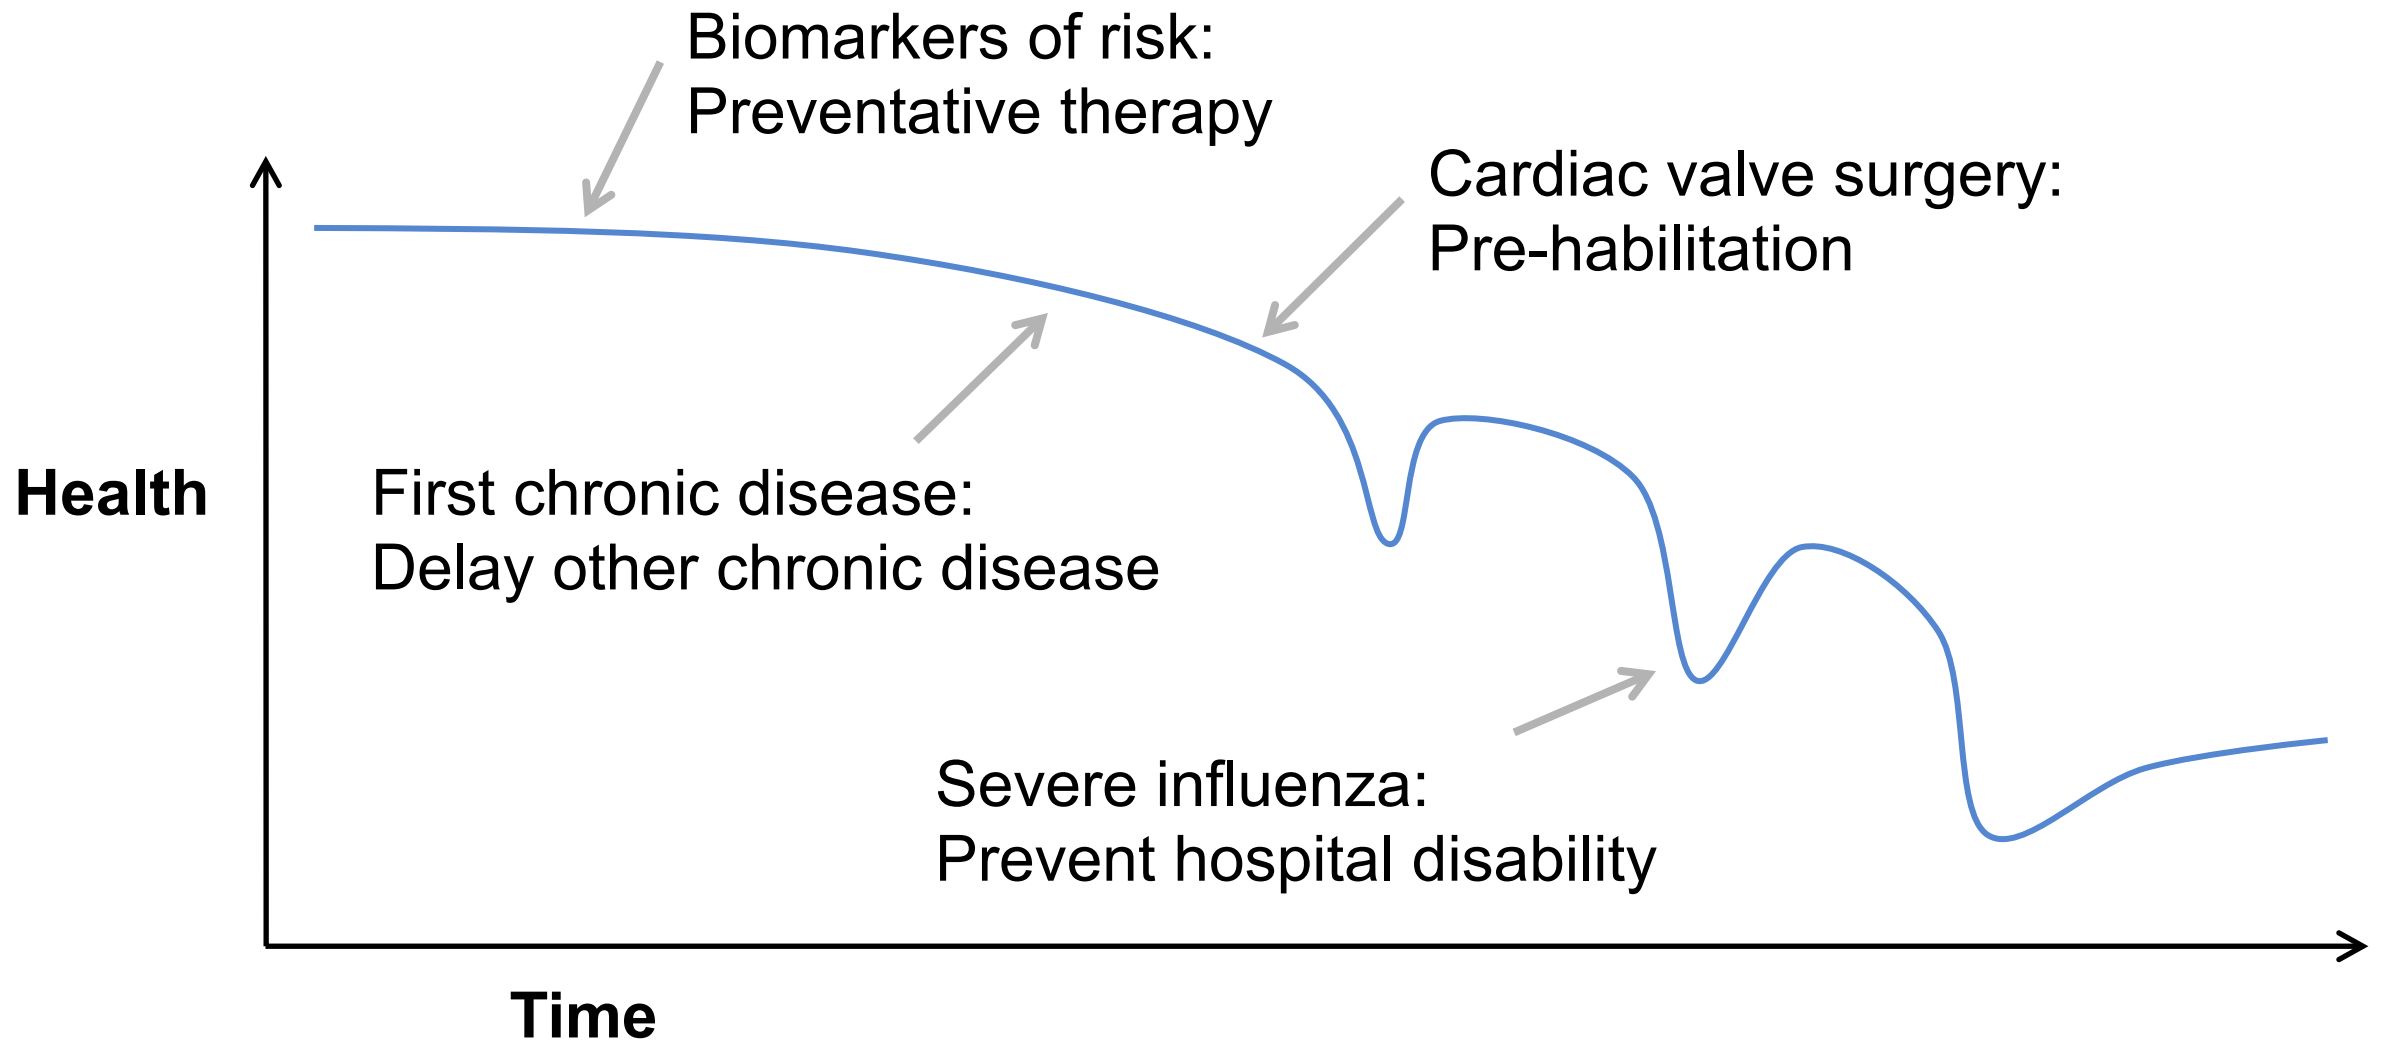 Biomarkers of risk:
Preventative therapy
Cardiac valve surgery:
Pre-habilitation
Health
First chronic disease:
Delay other chronic disease
Severe influenza:
Prevent hospital disability
Time